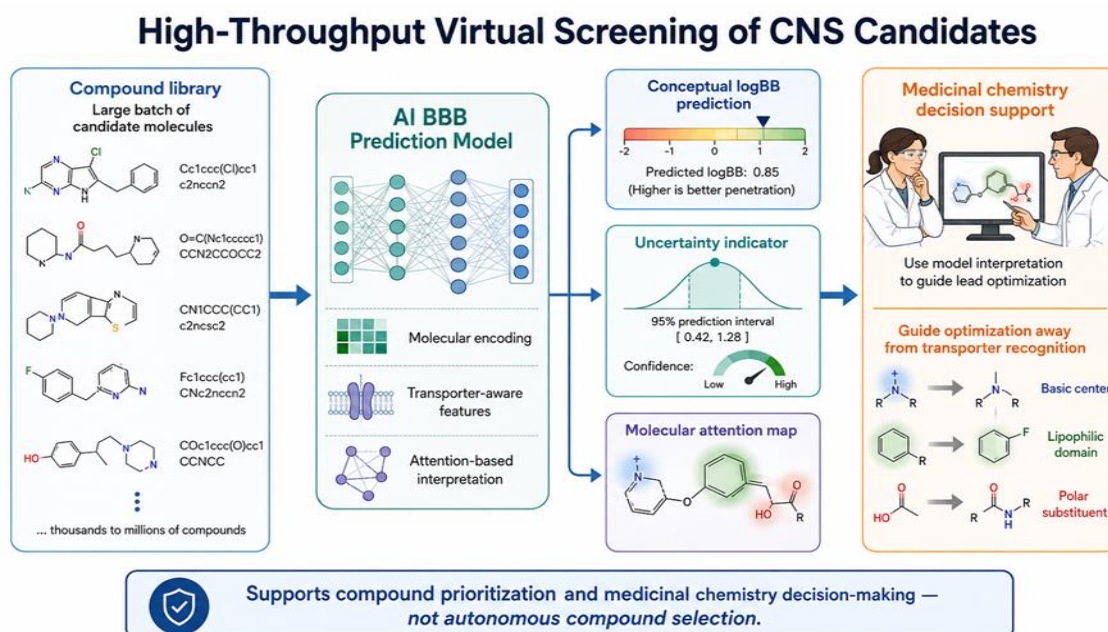 High-Throughput Virtual Screening of CNS Candidates
Compound library
Large batch of
candidate molecules
Cl
N
N
N
H
K
Cc1ccc(Cl)cc1
c2nccn2
O
N
H
N
K
O=C(Nc1ccccc1)
CCN2CCOCC2
N
N
N
S
CN1CCC(CC1)
c2ncsc2
F
N
N
Fc1ccc(cc1)
CNc2nccn2
HO
N
N
COc1ccc(O)cc1
CCNCC
... thousands to millions of compounds
AI BBB
Prediction Model
Molecular encoding
Transporter-aware
features
Attention-based
interpretation
Conceptual logBB
prediction
-2 -1 0 1 2
Predicted logBB: 0.85
(Higher is better penetration)
Uncertainty indicator
95% prediction interval
[ 0.42, 1.28 ]
Confidence:
Low High
Molecular attention map
+
N
O
O
HO
R
Medicinal chemistry
decision support
Use model interpretation
to guide lead optimization
Guide optimization away
from transporter recognition
+
N
R R
N
R R
Basic center
R
F
Lipophilic
domain
O
HO
O
R
N
H
R
Polar
substituent
Supports compound prioritization and medicinal chemistry decision-making —
not autonomous compound selection.